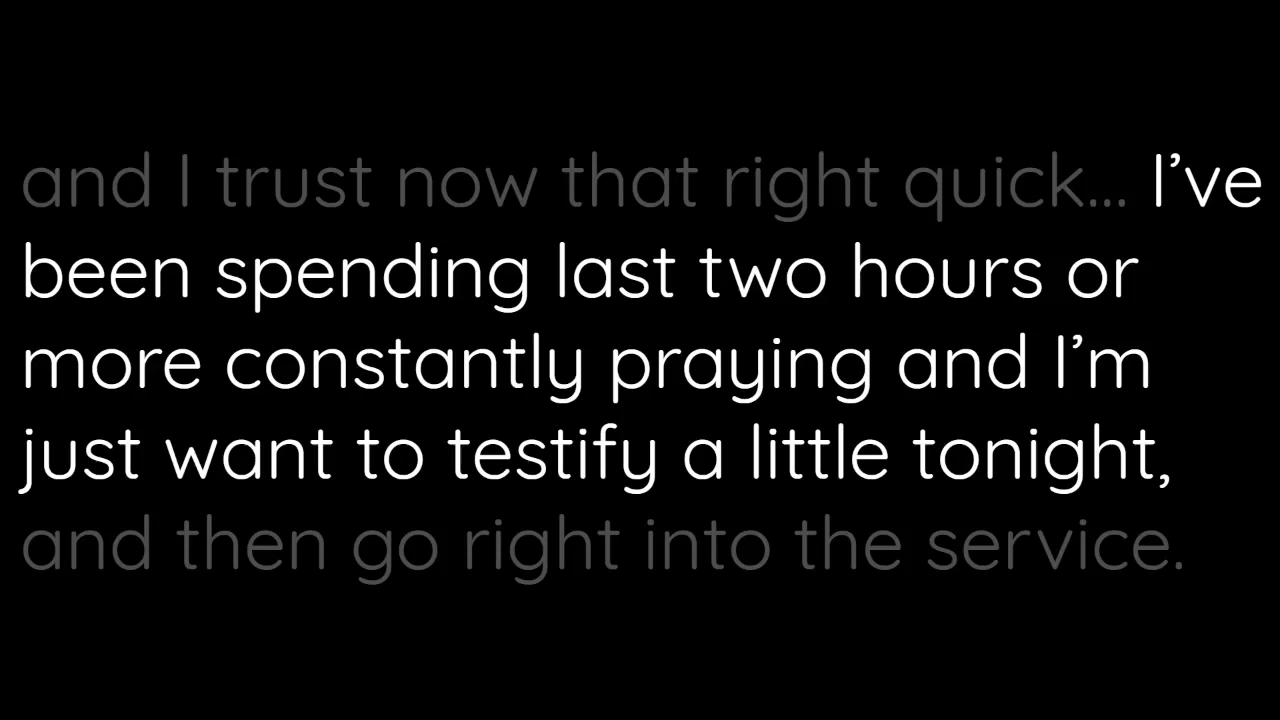 and I trust now that right quick... I’ve
been spending last two hours or
more constantly praying and I’m
just want to testify a little tonight,
and then go right into the service.